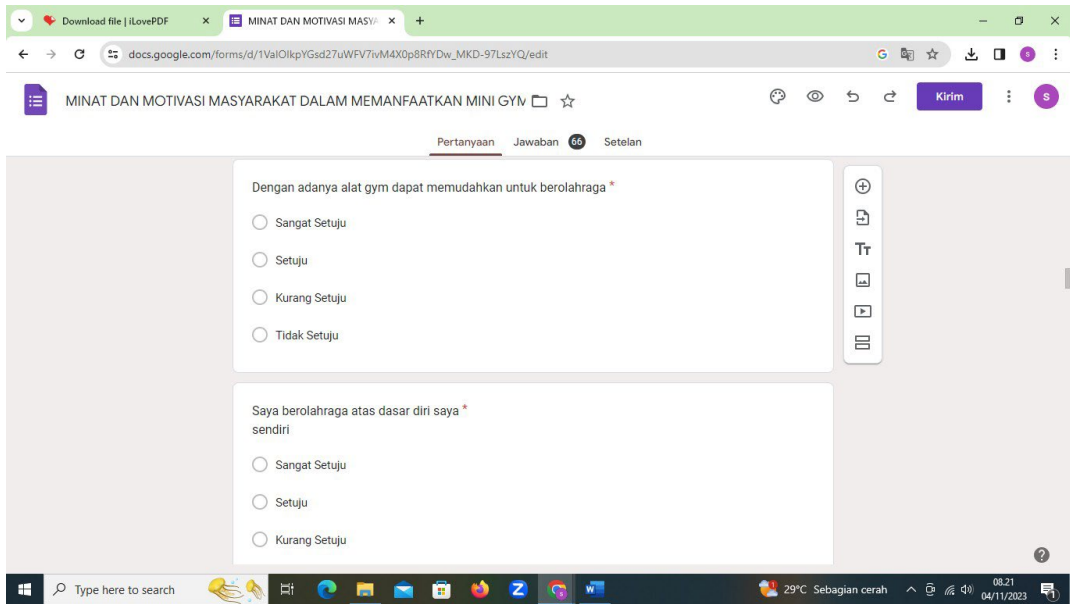 Download file | iLovePDF
MINAT DAN MOTIVASI MASYA
docs.google.com/forms/d/1ValOIkpYGsd27uWFV7ivM4X0p8RfYDw_MKD-97LszYQ/edit
MINAT DAN MOTIVASI MASYARAKAT DALAM MEMANFAATKAN MINI GYM
Kirim
S
Pertanyaan Jawaban 66 Setelan
Dengan adanya alat gym dapat memudahkan untuk berolahraga *
Sangat Setuju
Setuju
Kurang Setuju
Tidak Setuju
Saya berolahraga atas dasar diri saya *
sendiri
Sangat Setuju
Setuju
Kurang Setuju
Type here to search
29°C Sebagian cerah
08.21
04/11/2023